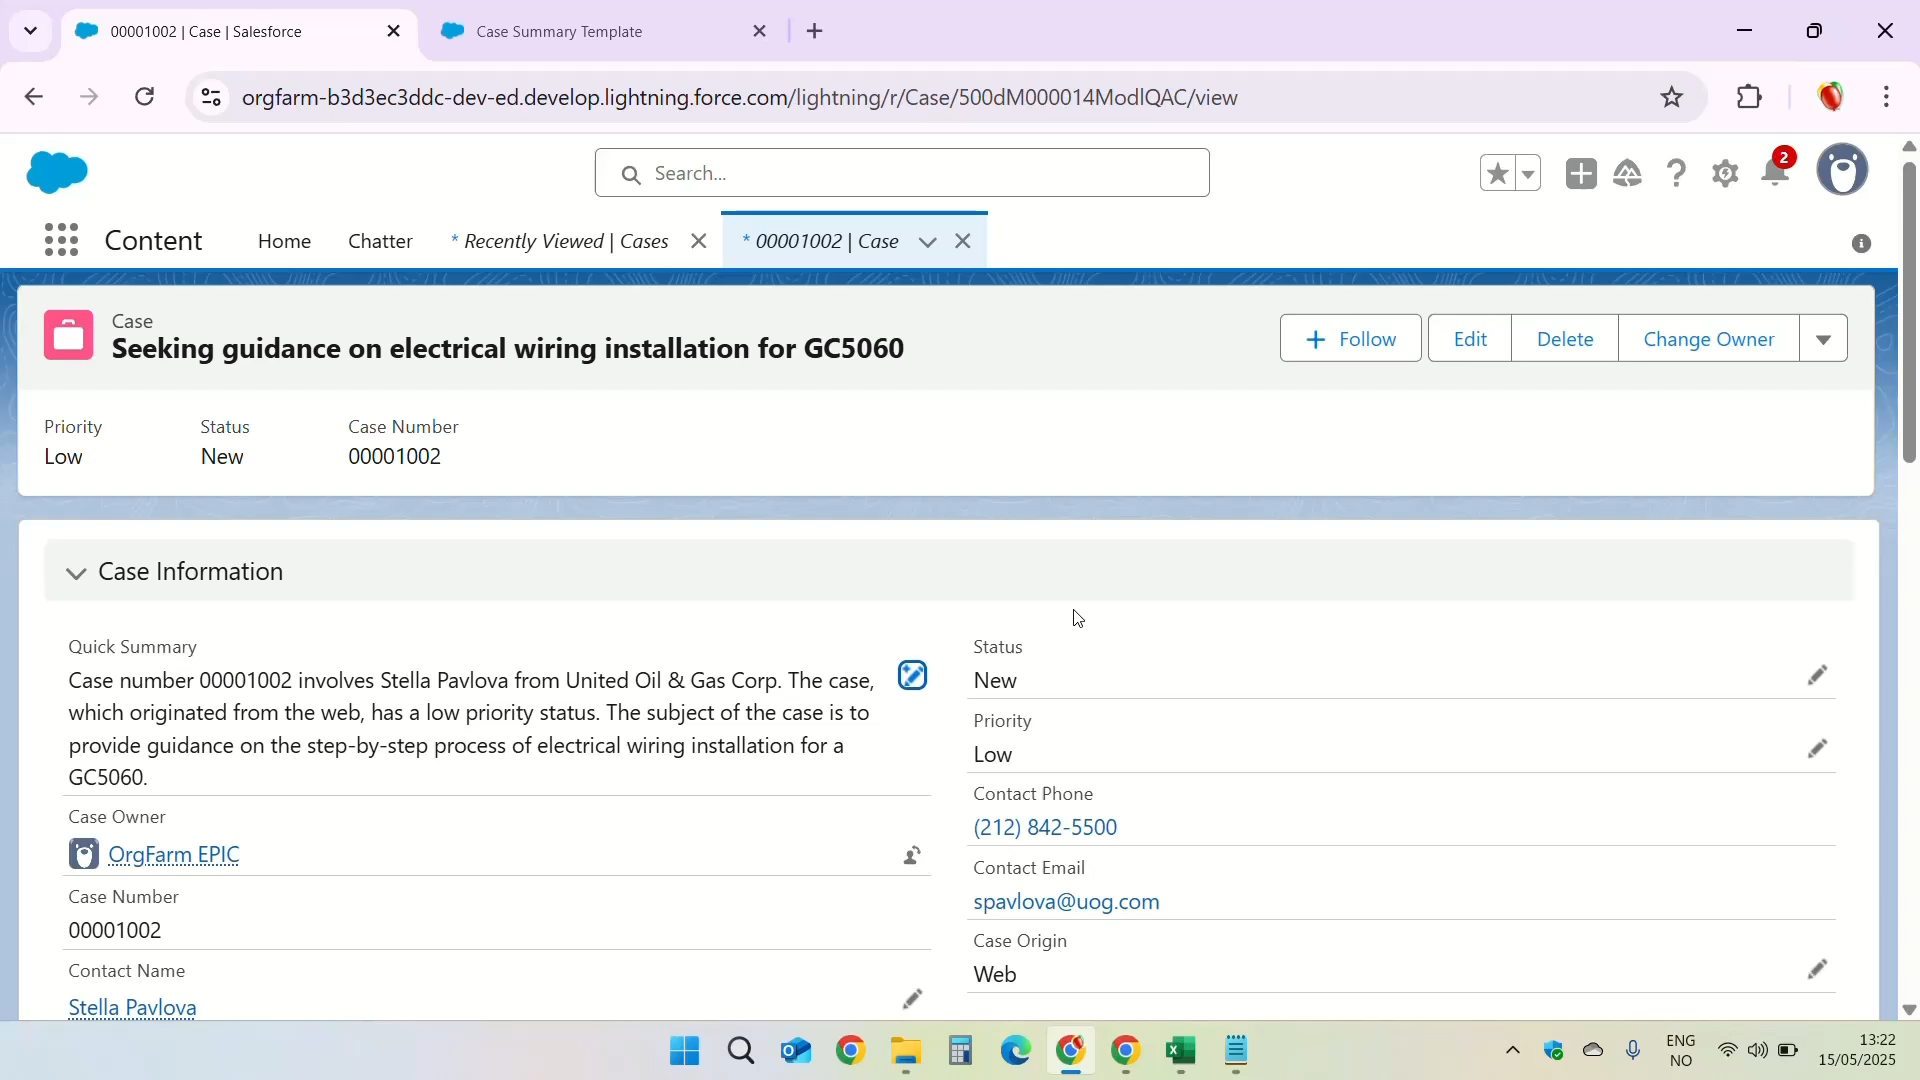 00001002 | Case | Salesforce
Case Summary Template
orgfarm-b3d3ec3ddc-dev-ed.develop.lightning.force.com/lightning/r/Case/500dM000014ModlQAC/view
Search...
2
Content
Home
Chatter
* Recently Viewed | Cases
* 00001002 | Case
Case
Seeking guidance on electrical wiring installation for GC5060
Follow
Edit
Delete
Change Owner
Priority
Status
Case Number
Low
New
00001002
Case Information
Quick Summary
Case number 00001002 involves Stella Pavlova from United Oil & Gas Corp. The case,
which originated from the web, has a low priority status. The subject of the case is to
provide guidance on the step-by-step process of electrical wiring installation for a
GC5060.
Case Owner
OrgFarm EPIC
Case Number
00001002
Contact Name
Stella Pavlova
Status
New
Priority
Low
Contact Phone
(212) 842-5500
Contact Email
spavlova@uog.com
Case Origin
Web
ENG
NO
13:22
15/05/2025